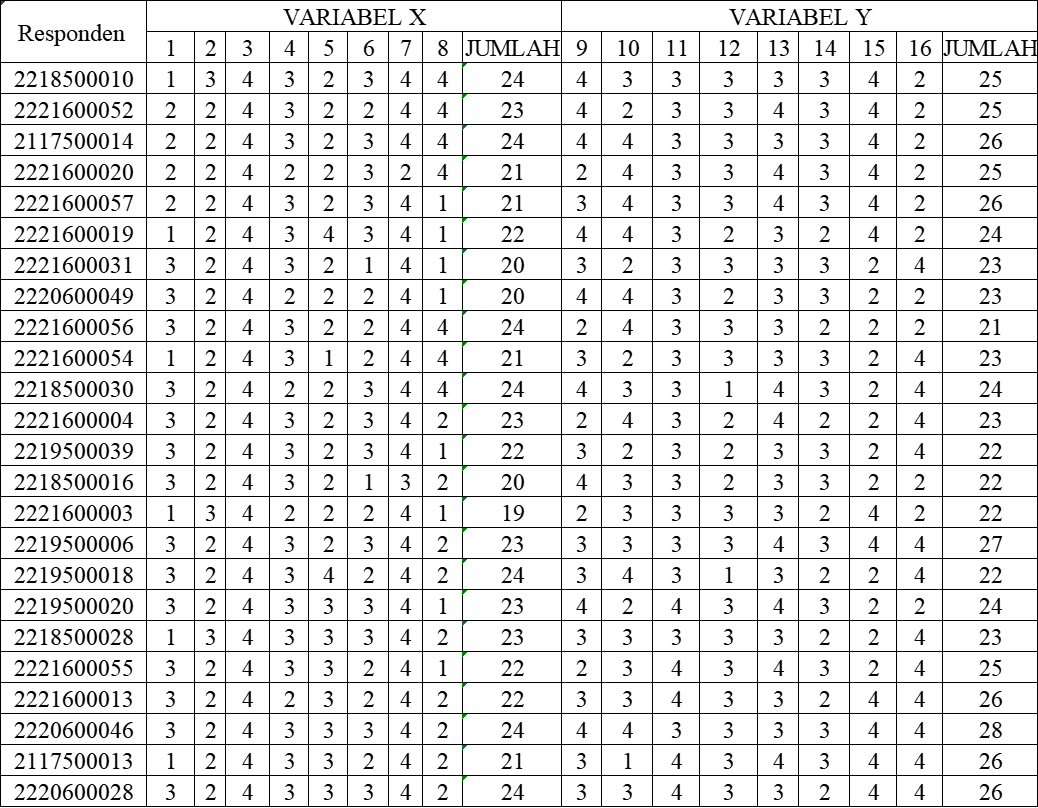 Responden VARIABEL X VARIABEL Y
1 2 3 4 5 6 7 8 JUMLAH 9 10 11 12 13 14 15 16 JUMLAH
2218500010 1 3 4 3 2 3 4 4 24 4 3 3 3 3 3 4 2 25
2221600052 2 2 4 3 2 2 4 4 23 4 2 3 3 4 3 4 2 25
2117500014 2 2 4 3 2 3 4 4 24 4 4 3 3 3 3 4 2 26
2221600020 2 2 4 2 2 3 2 4 21 2 4 3 3 4 3 4 2 25
2221600057 2 2 4 3 2 3 4 1 21 3 4 3 3 4 3 4 2 26
2221600019 1 2 4 3 4 3 4 1 22 4 4 3 2 3 2 4 2 24
2221600031 3 2 4 3 2 1 4 1 20 3 2 3 3 3 3 2 4 23
2220600049 3 2 4 2 2 2 4 1 20 4 4 3 2 3 3 2 2 23
2221600056 3 2 4 3 2 2 4 4 24 2 4 3 3 3 2 2 2 21
2221600054 1 2 4 3 1 2 4 4 21 3 2 3 3 3 3 2 4 23
2218500030 3 2 4 2 2 3 4 4 24 4 3 3 1 4 3 2 4 24
2221600004 3 2 4 3 2 3 4 2 23 2 4 3 2 4 2 2 4 23
2219500039 3 2 4 3 2 3 4 1 22 3 2 3 2 3 3 2 4 22
2218500016 3 2 4 3 2 1 3 2 20 4 3 3 2 3 3 2 2 22
2221600003 1 3 4 2 2 2 4 1 19 2 3 3 3 3 2 4 2 22
2219500006 3 2 4 3 2 3 4 2 23 3 3 3 3 4 3 4 4 27
2219500018 3 2 4 3 4 2 4 2 24 3 4 3 1 3 2 2 4 22
2219500020 3 2 4 3 3 3 4 1 23 4 2 4 3 4 3 2 2 24
2218500028 1 3 4 3 3 3 4 2 23 3 3 3 3 3 2 2 4 23
2221600055 3 2 4 3 3 2 4 1 22 2 3 4 3 4 3 2 4 25
2221600013 3 2 4 2 3 2 4 2 22 3 3 4 3 3 2 4 4 26
2220600046 3 2 4 3 3 3 4 2 24 4 4 3 3 3 3 4 4 28
2117500013 1 2 4 3 3 2 4 2 21 3 1 4 3 4 3 4 4 26
2220600028 3 2 4 3 3 3 4 2 24 3 3 4 3 3 2 4 4 26